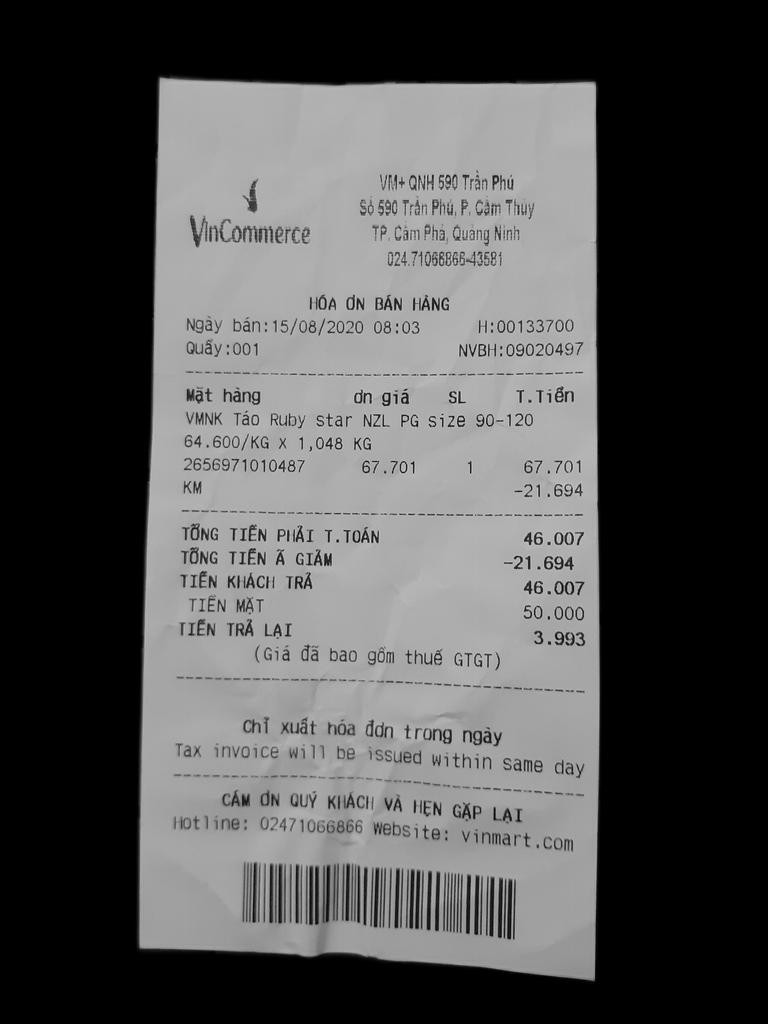 VinCommerce
VM+ QNH 590 Trần Phú
Số 590 Trần Phú, P. Cẩm Thủy
TP. Cẩm Phả, Quảng Ninh
024.71066866-43581
HÓA ƠN BÁN HÀNG
Ngày bán:15/08/2020 08:03 H:00133700
Quầy:001 NVBH:09020497
Mặt hàng ơn giá SL T.Tiền
VMNK Táo Ruby star NZL PG size 90-120
64.600/KG X 1,048 KG
2656971010487 67.701 1 67.701
KM -21.694
TỔNG TIỀN PHẢI T.TOÁN 46.007
TỔNG TIỀN Ã GIẢM -21.694
TIỀN KHÁCH TRẢ 46.007
TIỀN MẶT 50.000
TIỀN TRẢ LẠI 3.993
(Giá đã bao gồm thuế GTGT)
Chỉ xuất hóa đơn trong ngày
Tax invoice will be issued within same day
CẢM ƠN QUÝ KHÁCH VÀ HẸN GẶP LẠI
Hotline: 02471066866 Website: vinmart.com